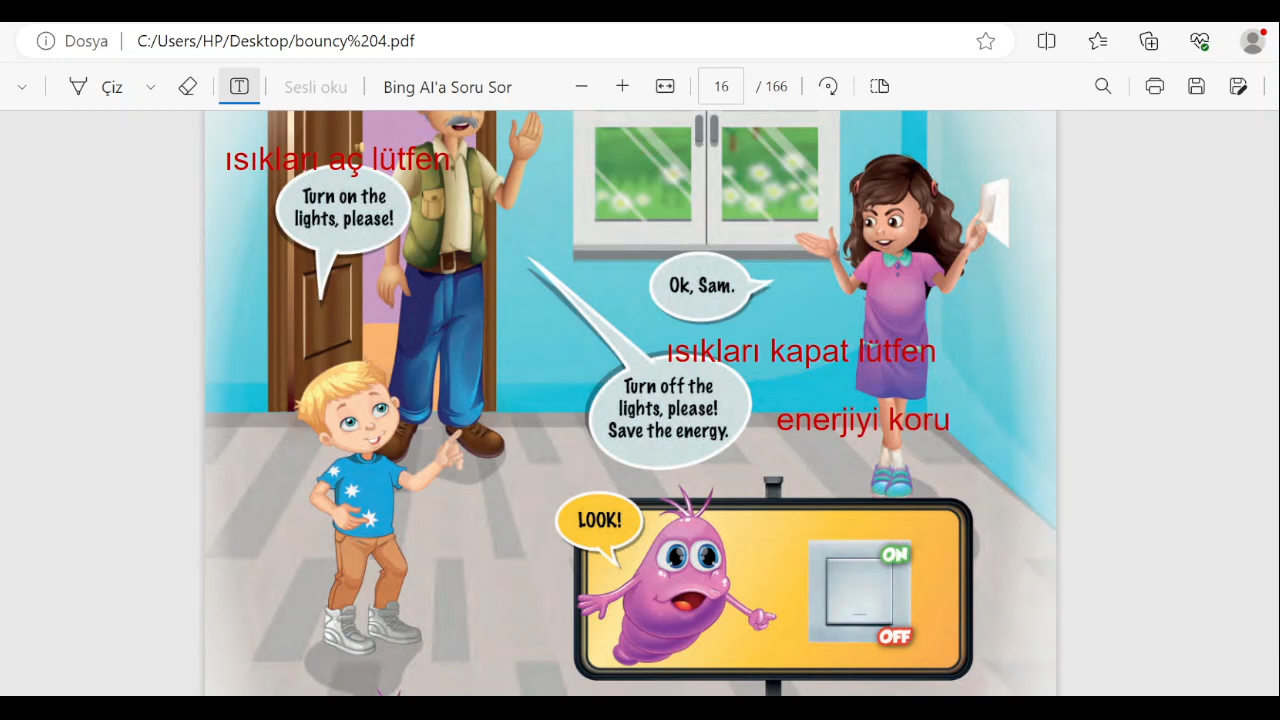 Dosya
C:/Users/HP/Desktop/bouncy%204.pdf
Çiz
T
Sesli oku
Bing AI'a Soru Sor
16
/ 166
ısıkları aç lütfen
Turn on the
lights, please!
Ok, Sam.
ısıkları kapat lütfen
Turn off the
lights, please!
Save the energy.
enerjiyi koru
LOOK!
ON
OFF